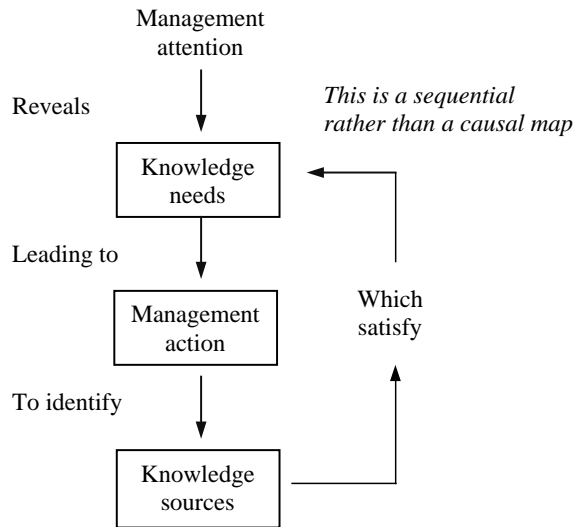 Management
attention
Reveals
This is a sequential
rather than a causal map
Knowledge
needs
Leading to
Management
action
Which
satisfy
To identify
Knowledge
sources